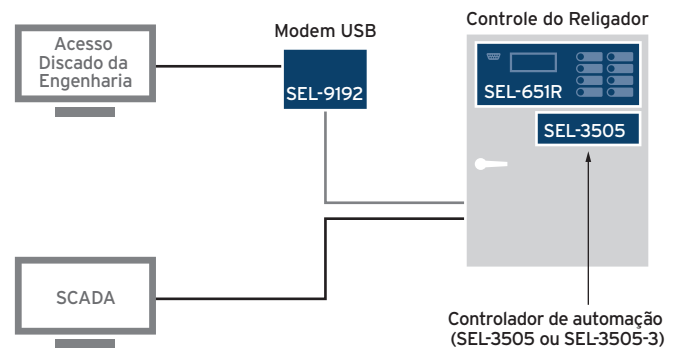 Acesso
Discado da
Engenharia
Modem USB
SEL-9192
Controle do Religador
SEL-651R
SEL-3505
SCADA
Controlador de automação
(SEL-3505 ou SEL-3505-3)